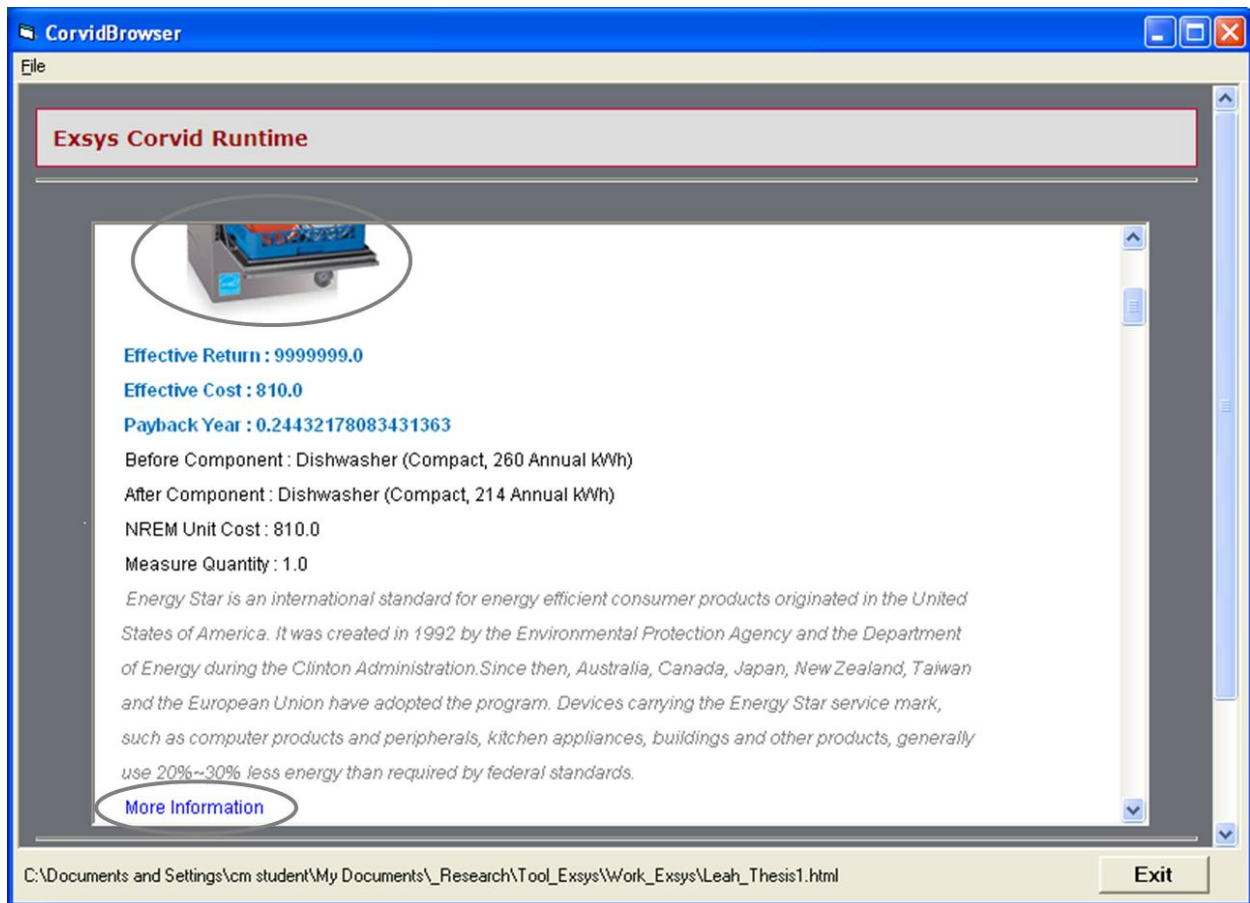 CorvidBrowser
File
Exsys Corvid Runtime
Effective Return : 9999999.0
Effective Cost : 810.0
Payback Year : 0.24432178083431363
Before Component : Dishwasher (Compact, 260 Annual kWh)
After Component : Dishwasher (Compact, 214 Annual kWh)
NREM Unit Cost : 810.0
Measure Quantity : 1.0
Energy Star is an international standard for energy efficient consumer products originated in the United
States of America. It was created in 1992 by the Environmental Protection Agency and the Department
of Energy during the Clinton Administration.Since then, Australia, Canada, Japan, New Zealand, Taiwan
and the European Union have adopted the program. Devices carrying the Energy Star service mark,
such as computer products and peripherals, kitchen appliances, buildings and other products, generally
use 20%~30% less energy than required by federal standards.
More Information
C:\Documents and Settings\cm student\My Documents\_Research\Tool_Exsys\Work_Exsys\Leah_Thesis1.html
Exit